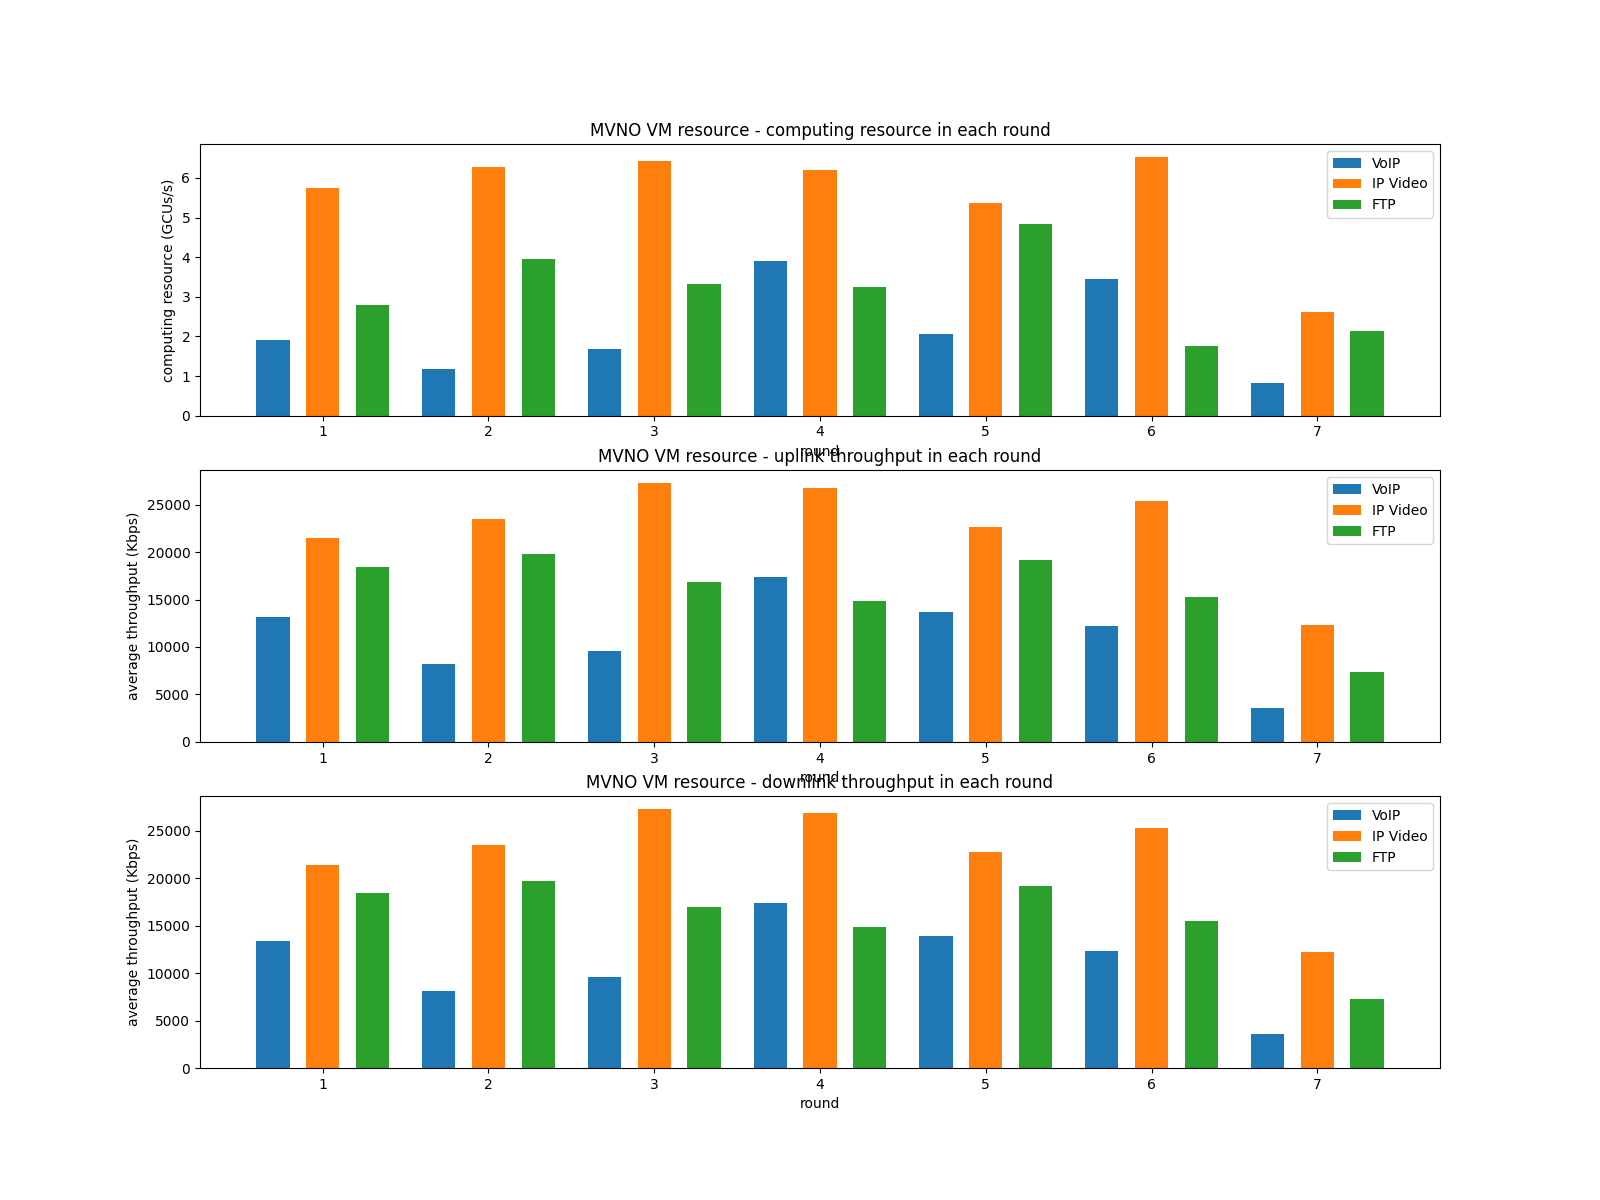 MVNO VM resource - computing resource in each round
computing resource (GCUs/s)
6
5
4
3
2
1
0
VoIP
IP Video
FTP
1 2 3 4 5 6 7
round
MVNO VM resource - uplink throughput in each round
average throughput (Kbps)
25000
20000
15000
10000
5000
0
VoIP
IP Video
FTP
1 2 3 4 5 6 7
round
MVNO VM resource - downlink throughput in each round
average throughput (Kbps)
25000
20000
15000
10000
5000
0
VoIP
IP Video
FTP
1 2 3 4 5 6 7
round